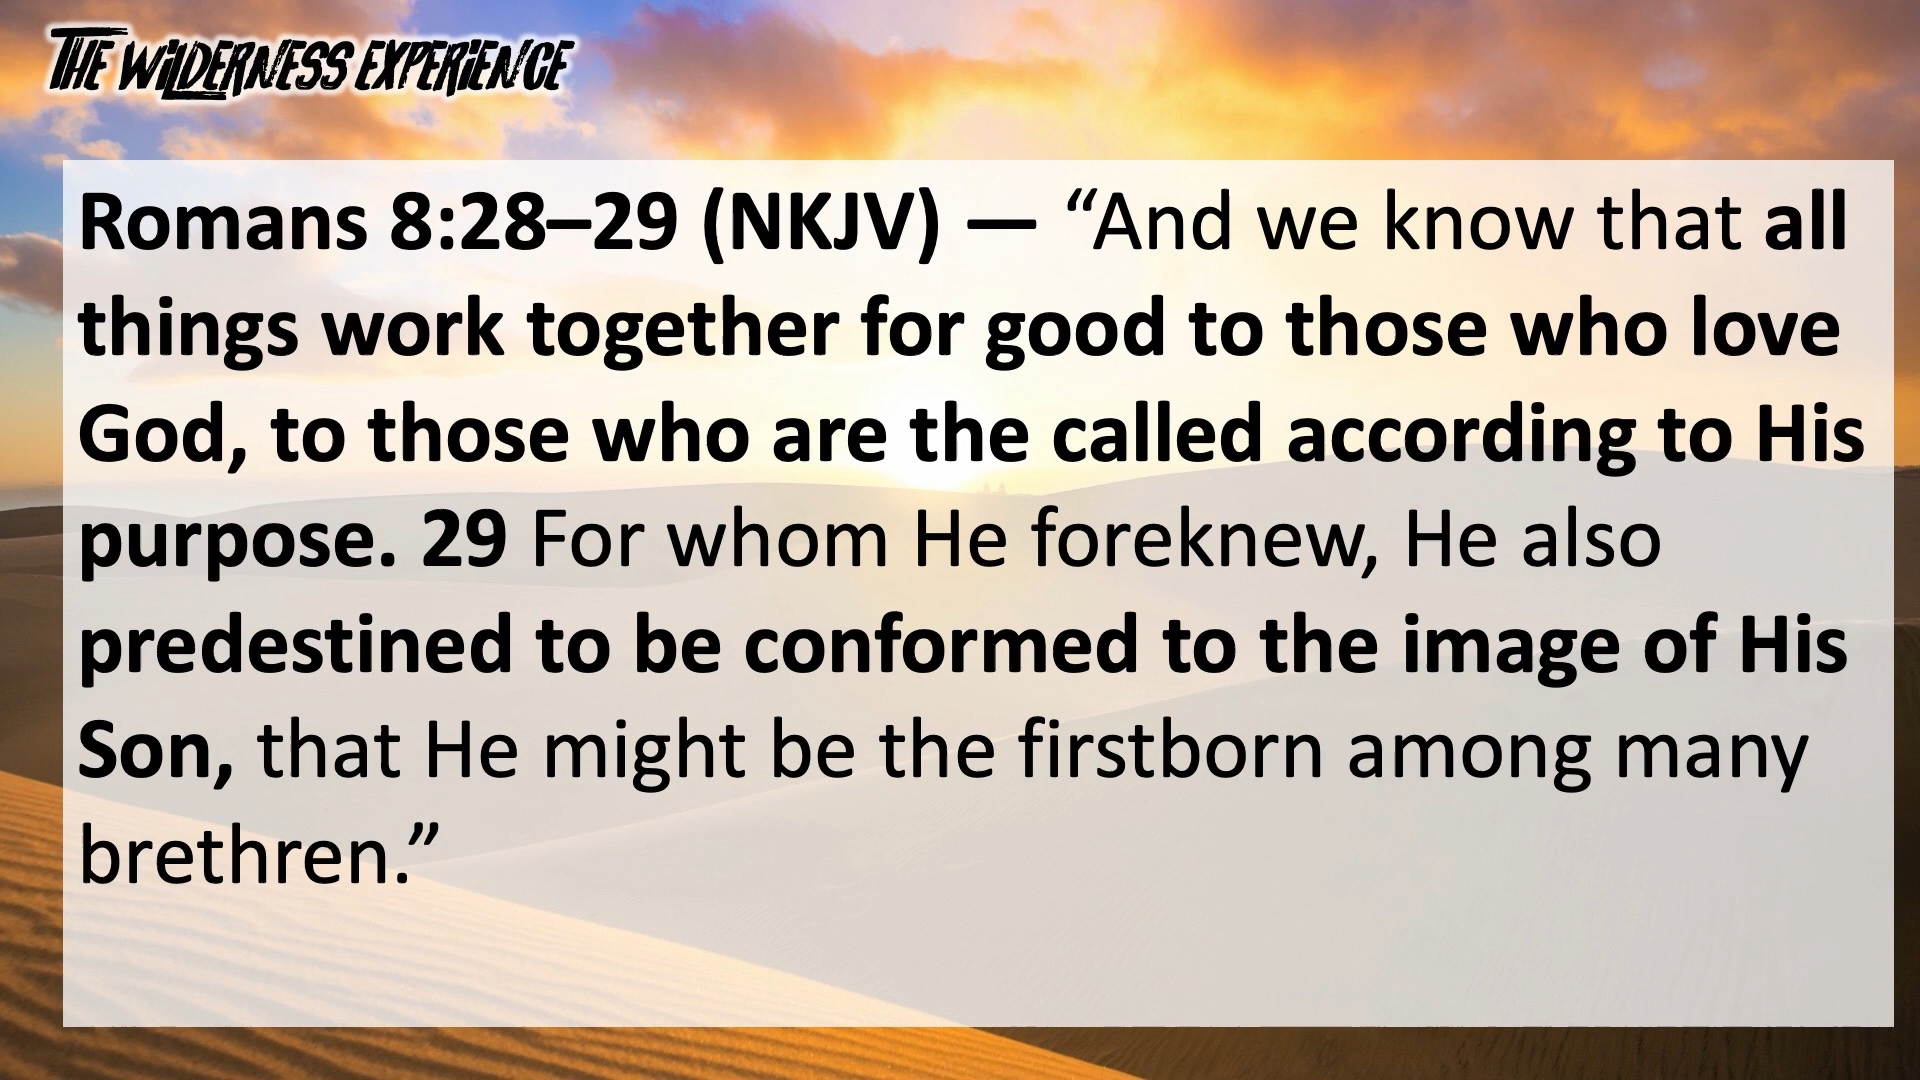 THE WILDERNESS EXPERIENCE
Romans 8:28–29 (NKJV) — “And we know that all
things work together for good to those who love
God, to those who are the called according to His
purpose. 29 For whom He foreknew, He also
predestined to be conformed to the image of His
Son, that He might be the firstborn among many
brethren.”